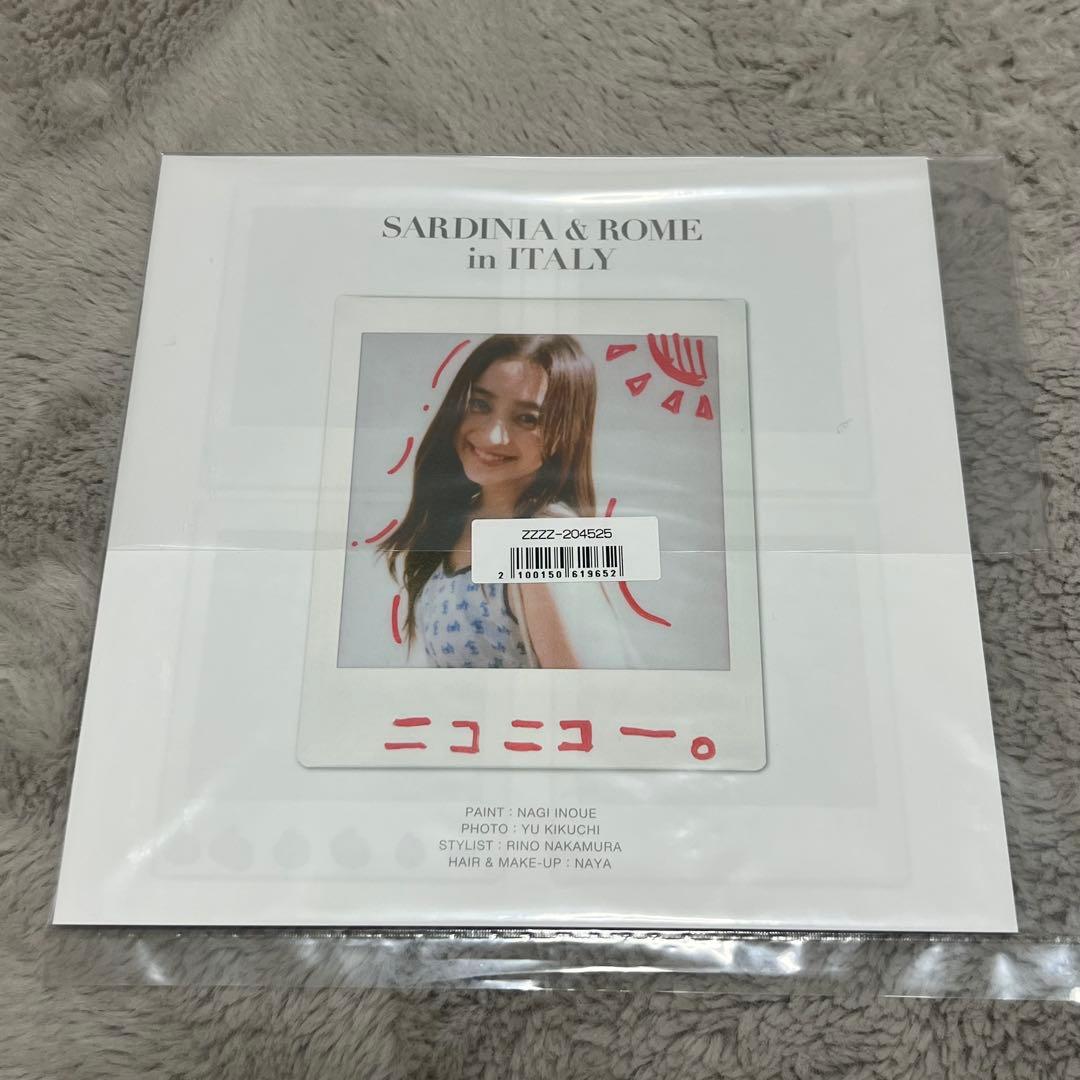 SARDINIA & ROME
in ITALY
ZZZZ-204525
2 100150 619652
ニコニコー。
PAINT：NAGI INOUE
PHOTO：YU KIKUCHI
STYLIST：RINO NAKAMURA
HAIR & MAKE-UP：NAYA